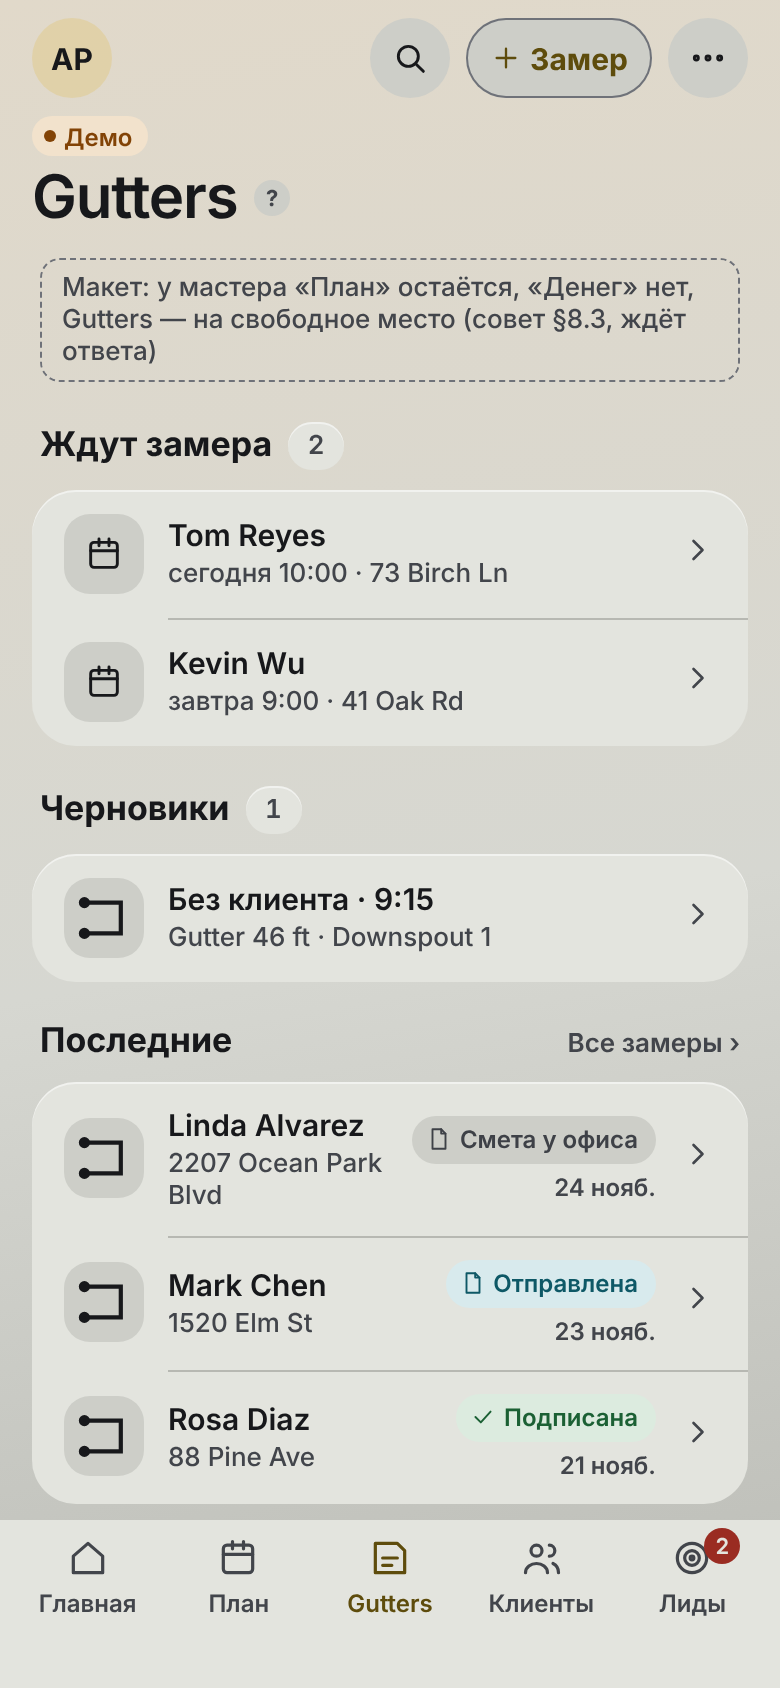 AP
+ Замер
Демо
Gutters ?
Макет: у мастера «План» остаётся, «Денег» нет,
Gutters — на свободное место (совет §8.3, ждёт
ответа)
Ждут замера 2
Tom Reyes
сегодня 10:00 · 73 Birch Ln
Kevin Wu
завтра 9:00 · 41 Oak Rd
Черновики 1
Без клиента · 9:15
Gutter 46 ft · Downspout 1
Последние
Все замеры ›
Linda Alvarez
2207 Ocean Park
Blvd
Смета у офиса
24 нояб.
Mark Chen
1520 Elm St
Отправлена
23 нояб.
Rosa Diaz
88 Pine Ave
Подписана
21 нояб.
2
Главная
План
Gutters
Клиенты
Лиды